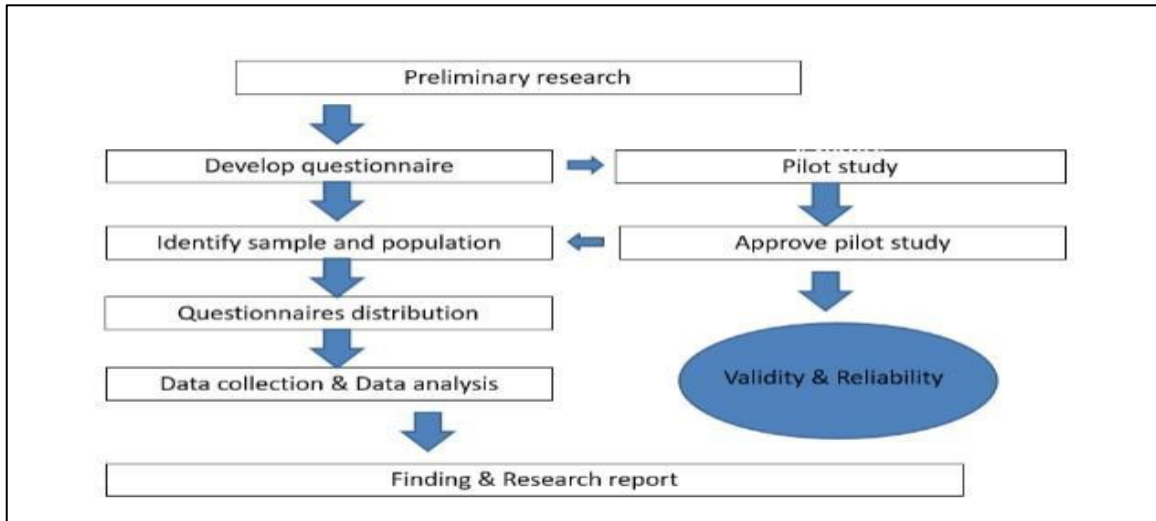 Preliminary research
Develop questionnaire
Pilot study
Identify sample and population
Approve pilot study
Questionnaires distribution
Data collection & Data analysis
Validity & Reliability
Finding & Research report